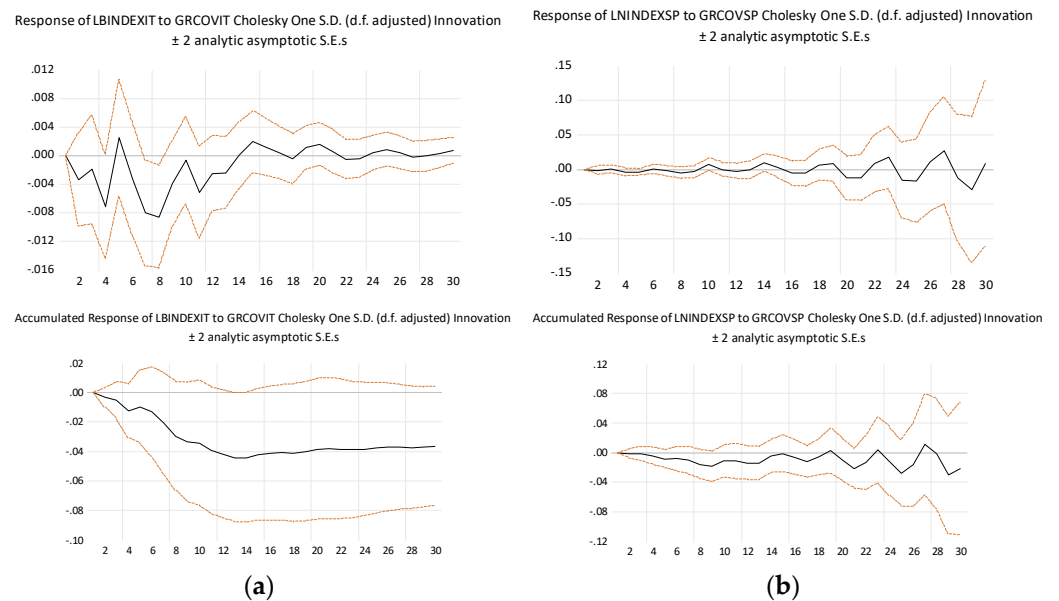 Response of LBINDEXIT to GRCOVIT Cholesky One S.D. (d.f. adjusted) Innovation
± 2 analytic asymptotic S.E.s
.012
.008
.004
.000
-.004
-.008
-.012
-.016
2 4 6 8 10 12 14 16 18 20 22 24 26 28 30
Response of LNINDEXSP to GRCOVSP Cholesky One S.D. (d.f. adjusted) Innovation
± 2 analytic asymptotic S.E.s
.15
.10
.05
.00
-.05
-.10
-.15
2 4 6 8 10 12 14 16 18 20 22 24 26 28 30
Accumulated Response of LBINDEXIT to GRCOVIT Cholesky One S.D. (d.f. adjusted) Innovation
± 2 analytic asymptotic S.E.s
.02
.00
-.02
-.04
-.06
-.08
-.10
2 4 6 8 10 12 14 16 18 20 22 24 26 28 30
(a)
Accumulated Response of LNINDEXSP to GRCOVSP Cholesky One S.D. (d.f. adjusted) Innovation
± 2 analytic asymptotic S.E.s
.12
.08
.04
.00
-.04
-.08
-.12
2 4 6 8 10 12 14 16 18 20 22 24 26 28 30
(b)